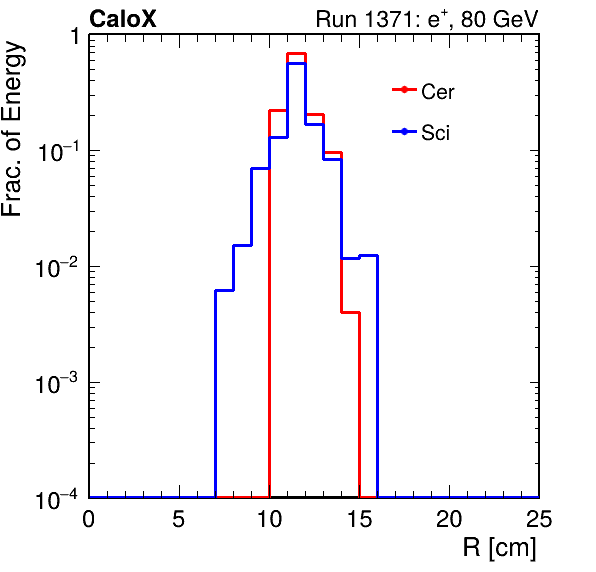 CaloX Run 1371: e⁺, 80 GeV
Frac. of Energy
1
10⁻¹
10⁻²
10⁻³
10⁻⁴
Cer
Sci
0 5 10 15 20 25
R [cm]